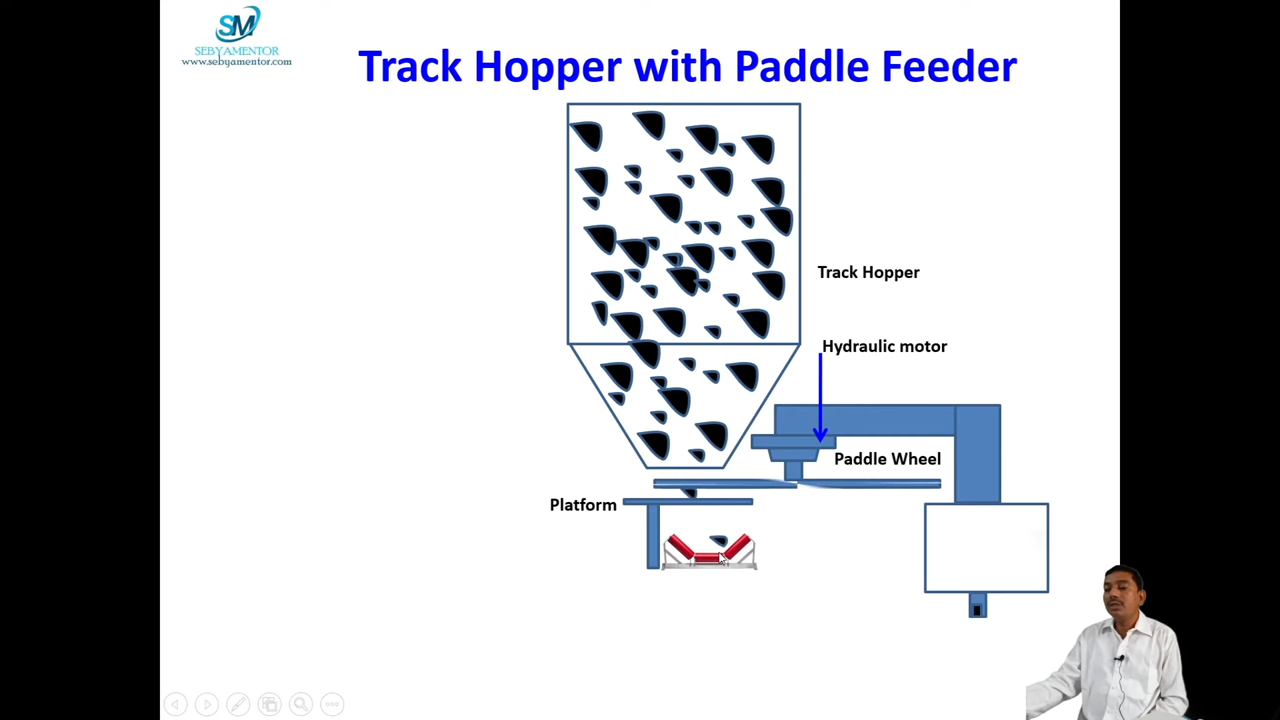 SM
SEBYAMENTOR
www.sebyamentor.com
Track Hopper with Paddle Feeder
Track Hopper
Hydraulic motor
Paddle Wheel
Platform